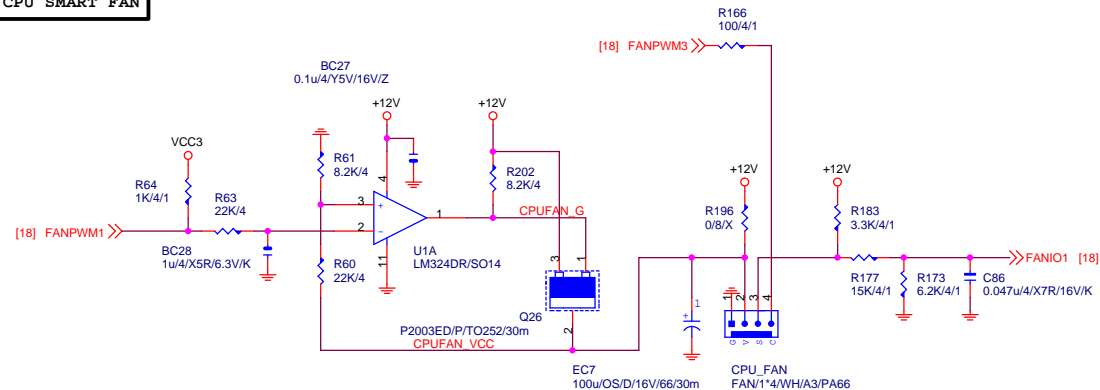 CPU SMART FAN
R166
100/4/1
[18] FANPWM3
BC27
0.1u/4/Y5V/16V/Z
+12V
+12V
VCC3
R61
8.2K/4
R202
8.2K/4
+12V
+12V
R64
1K/4/1
R63
22K/4
4
3
+
2
-
1
CPUFAN_G
3
1
R196
0/8/X
R183
3.3K/4/1
[18] FANPWM1
BC28
1u/4/X5R/6.3V/K
R60
22K/4
11
U1A
LM324DR/SO14
FANIO1 [18]
R177
15K/4/1
R173
6.2K/4/1
C86
0.047u/4/X7R/16V/K
1
2
3
4
+
1
Q26
2
P2003ED/P/TO252/30m
CPUFAN_VCC
G
V
S
C
EC7
100u/OS/D/16V/66/30m
CPU_FAN
FAN/1*4/WH/A3/PA66